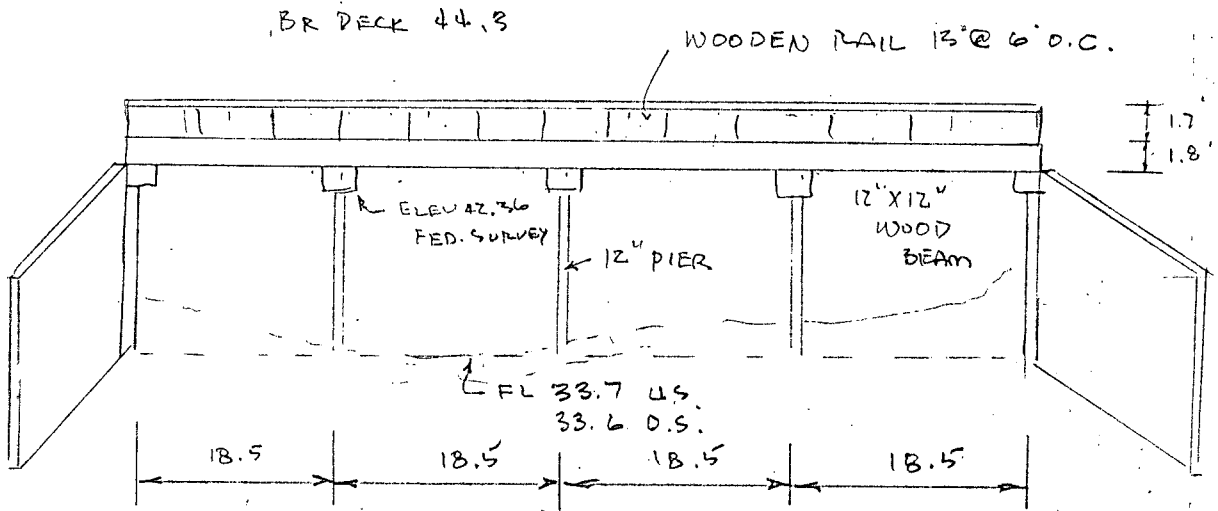 BR DECK 44.3
WOODEN RAIL 13"@ 6' O.C.
1.7'
1.8'
ELEV 42.36
FED. SURVEY
12" PIER
12"X12"
WOOD
BEAM
FL 33.7 U.S.
33.6 D.S.
18.5
18.5
18.5
18.5